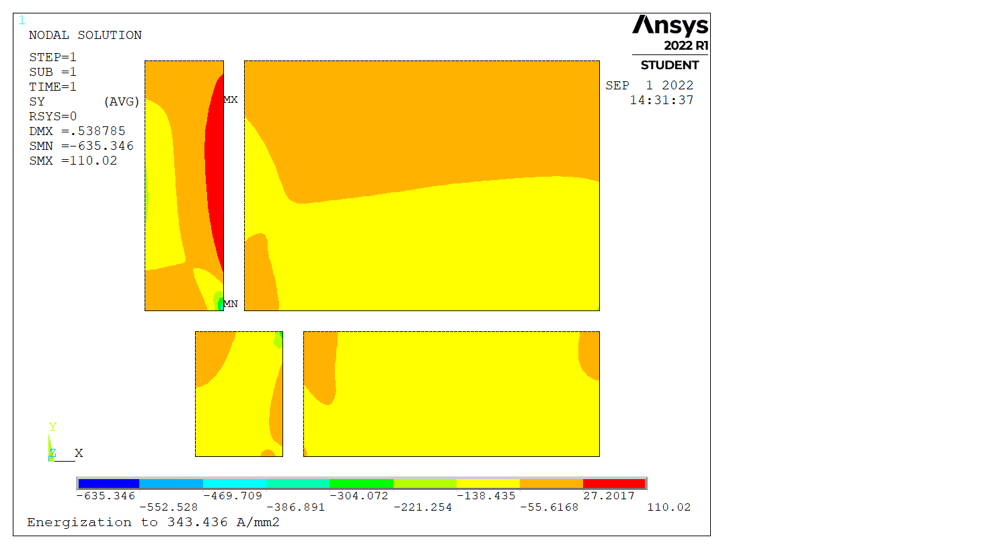 1
NODAL SOLUTION
STEP=1
SUB =1
TIME=1
SY (AVG)
RSYS=0
DMX =.538785
SMN =-635.346
SMX =110.02
Ansys
2022 R1
STUDENT
SEP 1 2022
14:31:37
MX
MN
Y
Z X
-635.346 -469.709 -304.072 -138.435 27.2017
-552.528 -386.891 -221.254 -55.6168 110.02
Energization to 343.436 A/mm2